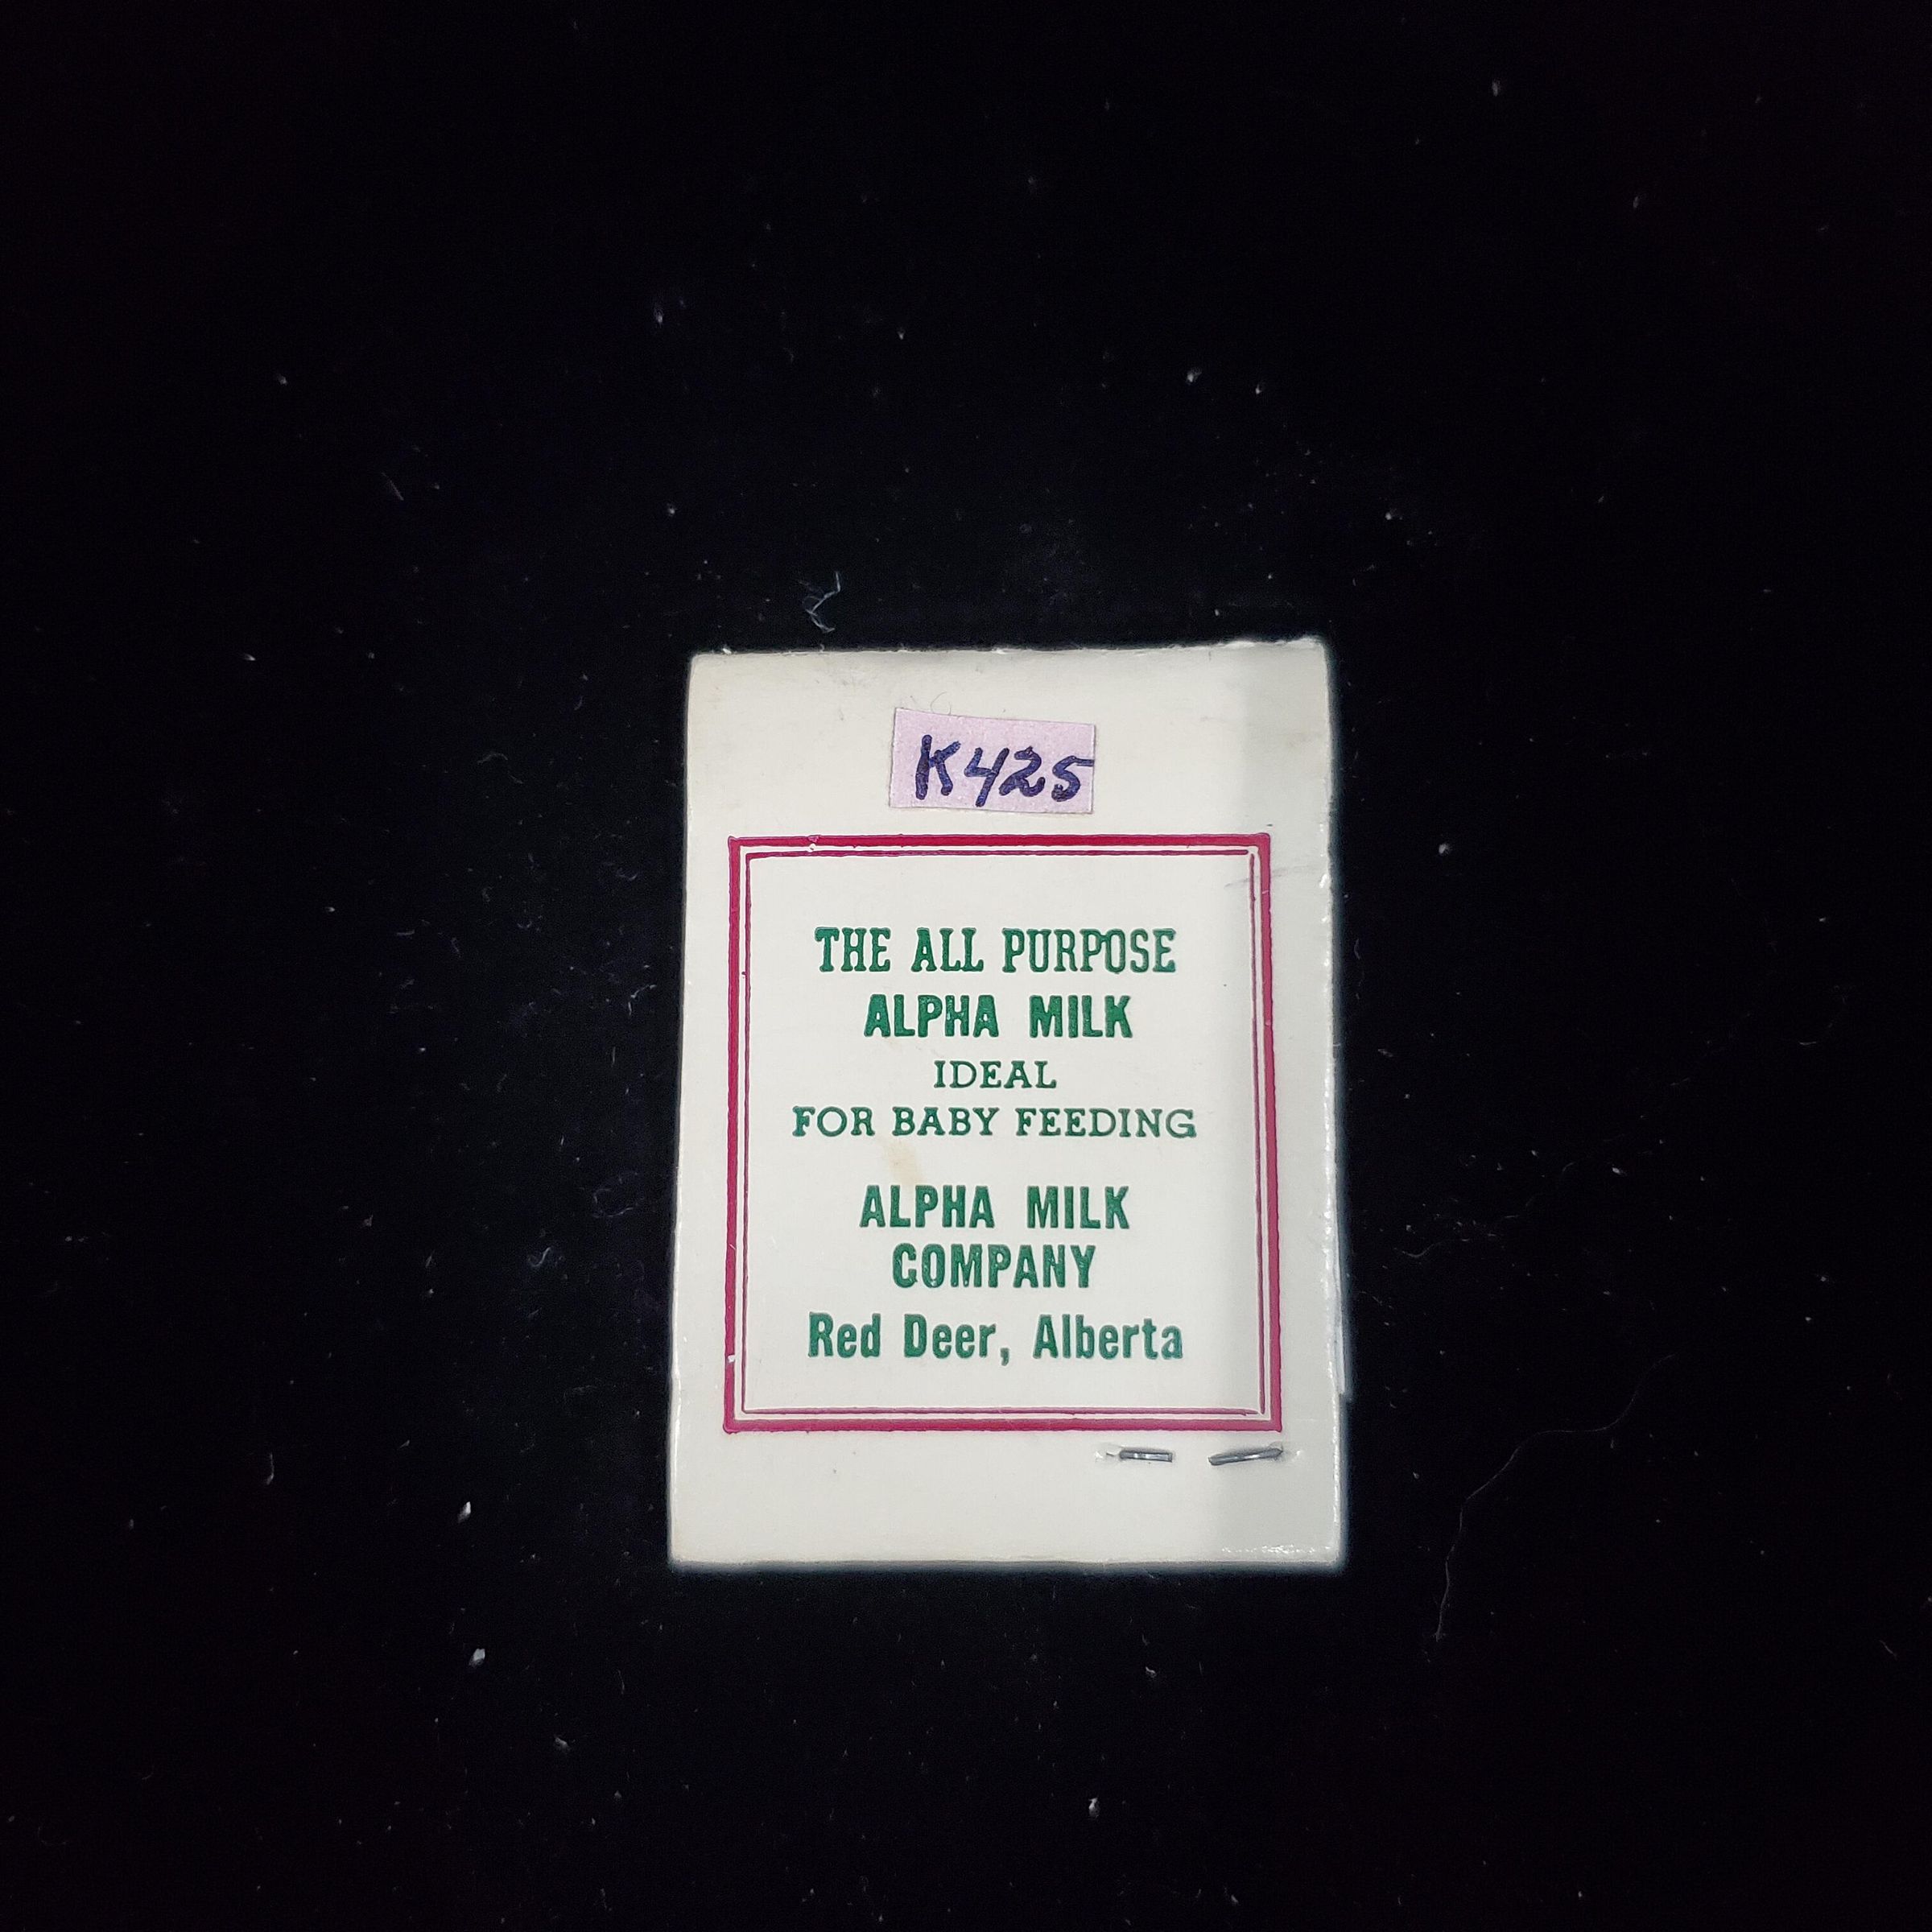 K425
THE ALL PURPOSE
ALPHA MILK
IDEAL
FOR BABY FEEDING
ALPHA MILK
COMPANY
Red Deer, Alberta